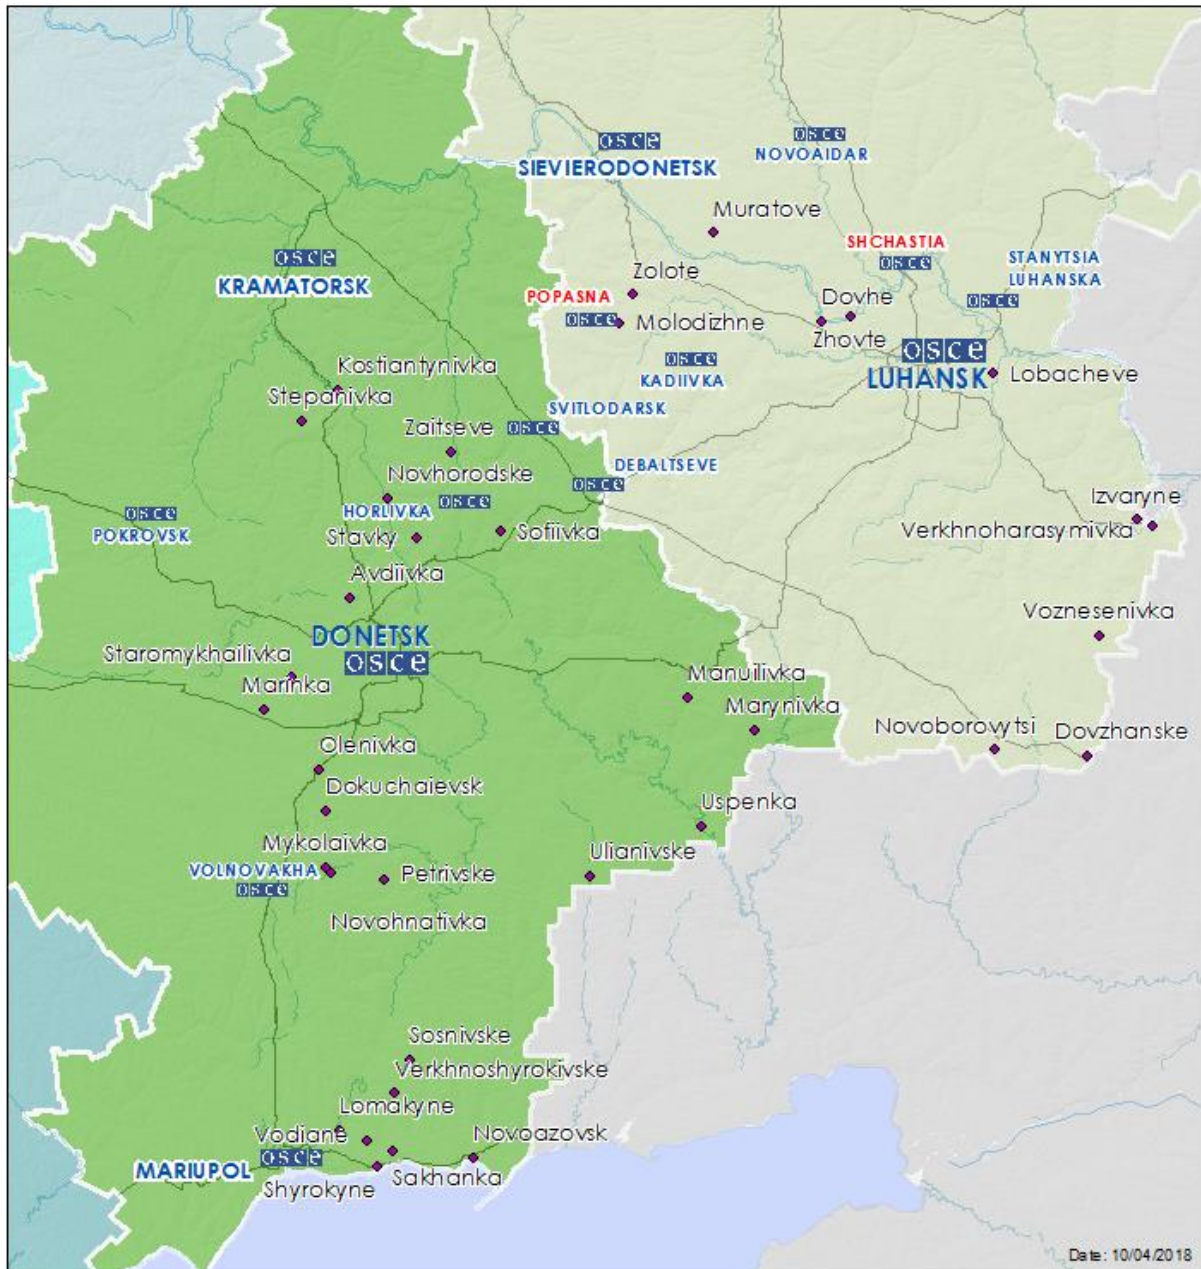 osce
SIEVIERODONETSK
osce
NOVOAIDAR
Muratove
SHCHASTIA
osce
STANYTSIA
LUHANSKA
osce
osce
KRAMATORSK
Zolote
POPASNA
osce
Molodizhne
Dovhe
Zhovte
osce
LUHANSK
Lobacheve
osce
KADIIVKA
Kostiantynivka
Stepanivka
SVITLODARSK
osce
Zaitseve
DEBALTSEVE
osce
Novhorodske
HORLIVKA
osce
osce
POKROVSK
Stavky
Sofiivka
Izvaryne
Verkhnoharasymivka
Avdiivka
DONETSK
osce
Voznesenivka
Staromykhailivka
Marinka
Manuilivka
Marynivka
Novoborovytsi
Dovzhanske
Olenivka
Dokuchaievsk
Uspenka
Mykolaivka
VOLNOVAKHA
osce
Petrivske
Ulianivske
Novohnativka
Sosnivske
Verkhnoshyrokivske
Lomakyne
Vodiane
Novoazovsk
MARIUPOL
osce
Sakhanka
Shyrokyne
Date: 10/04/2018